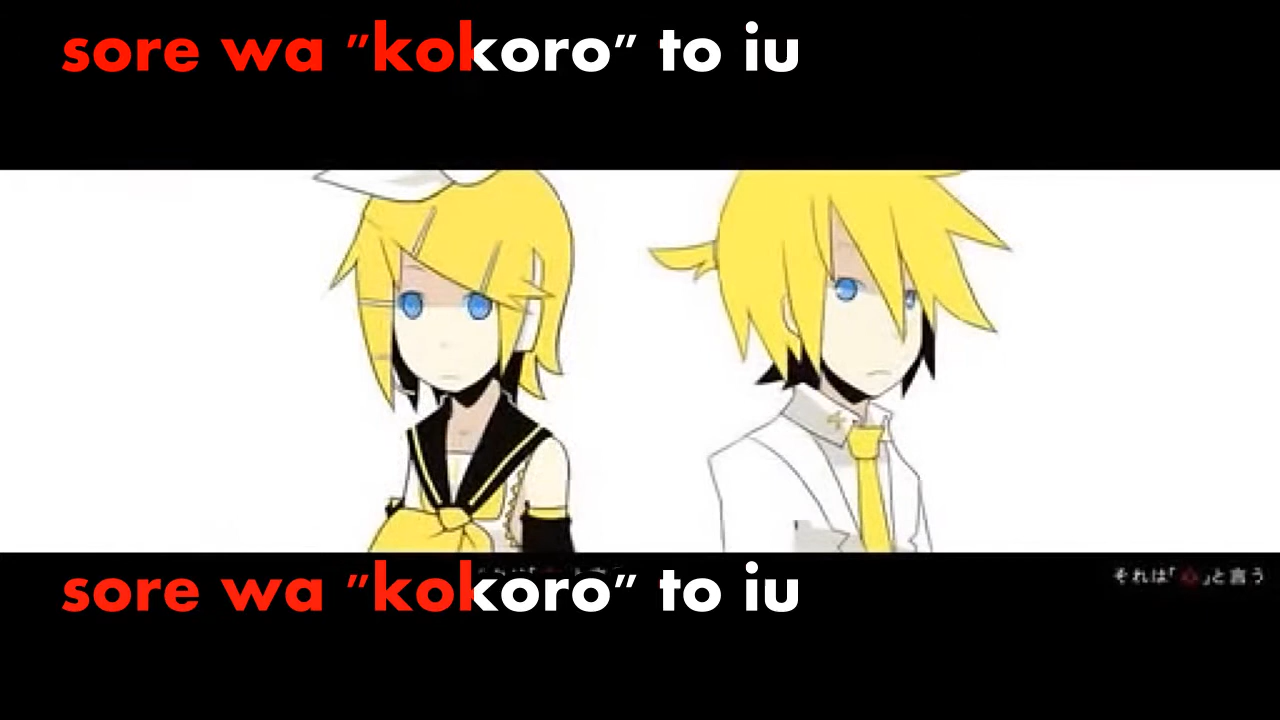 sore wa "kokoro" to iu
それは「心」と言う
sore wa "kokoro" to iu